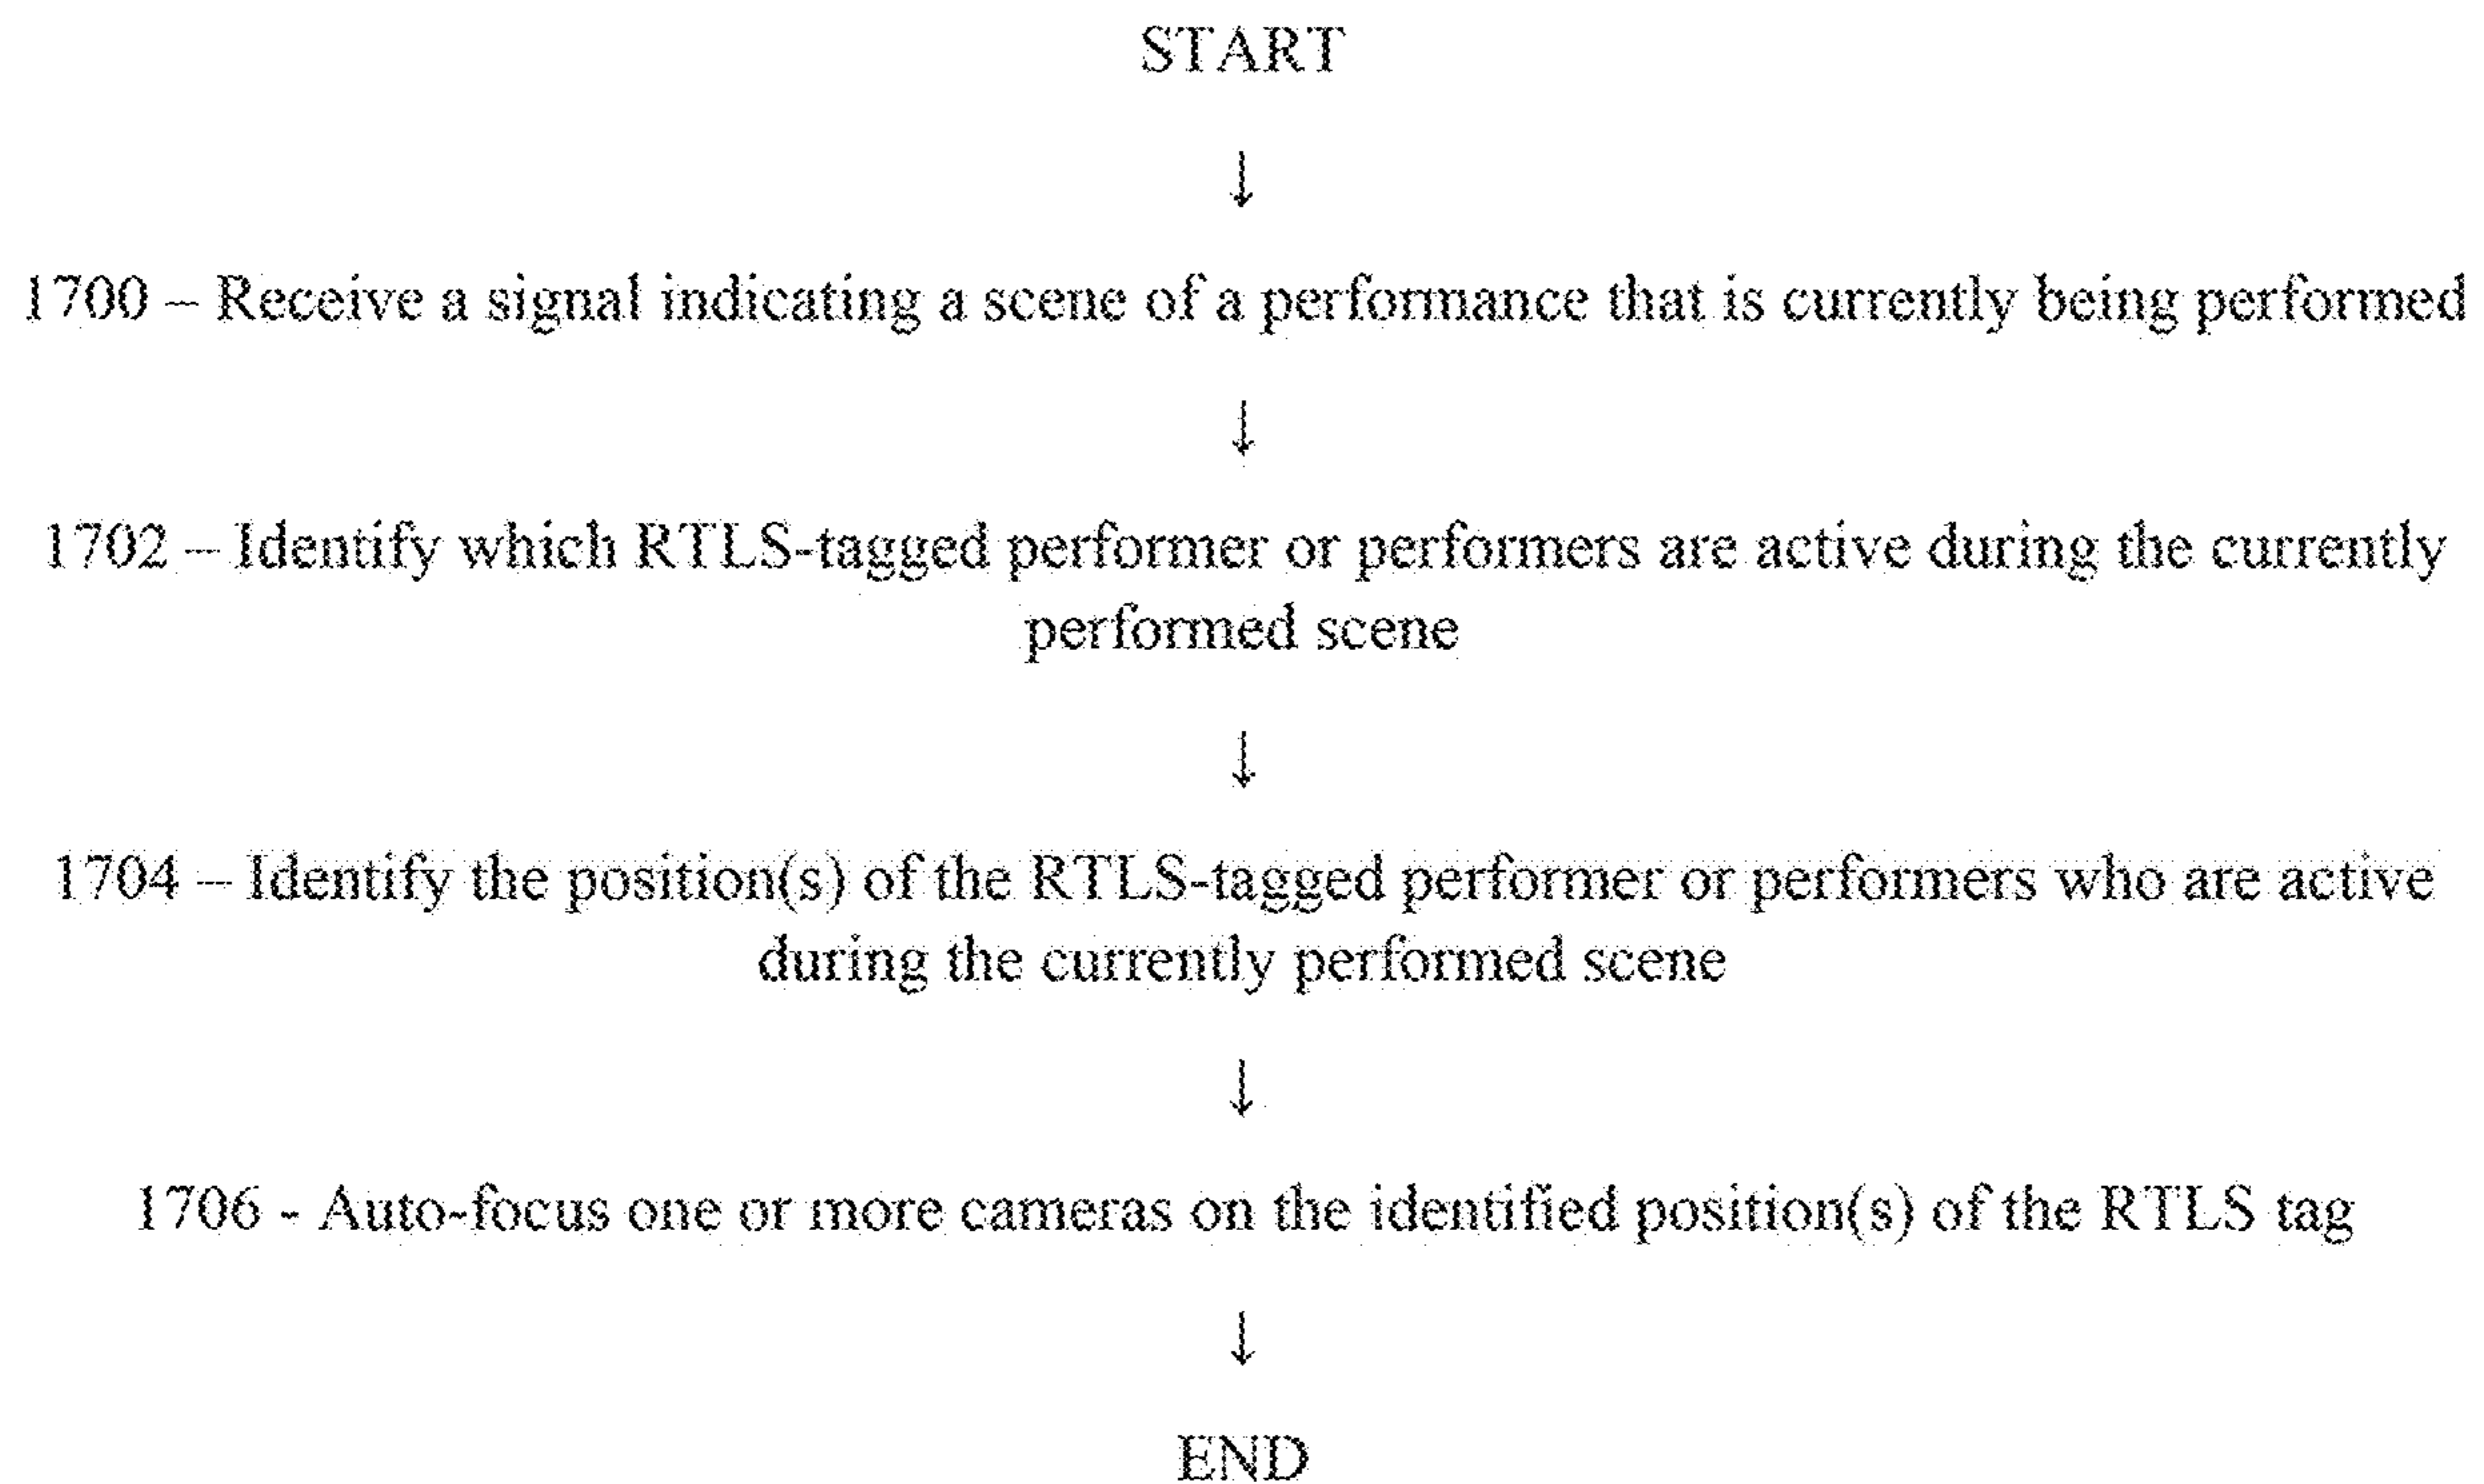 START
↓
1700 – Receive a signal indicating a scene of a performance that is currently being performed
↓
1702 – Identify which RTLS-tagged performer or performers are active during the currently
performed scene
↓
1704 – Identify the position(s) of the RTLS-tagged performer or performers who are active
during the currently performed scene
↓
1706 - Auto-focus one or more cameras on the identified position(s) of the RTLS tag
↓
END